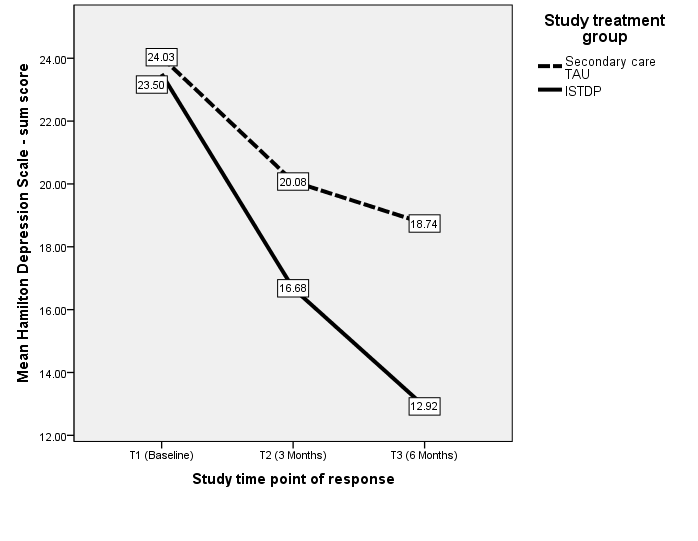 Study treatment
group
Secondary care
TAU
ISTDP
Mean Hamilton Depression Scale - sum score
24.00
22.00
20.00
18.00
16.00
14.00
12.00
24.03
23.50
20.08
18.74
16.68
12.92
T1 (Baseline)
T2 (3 Months)
T3 (6 Months)
Study time point of response